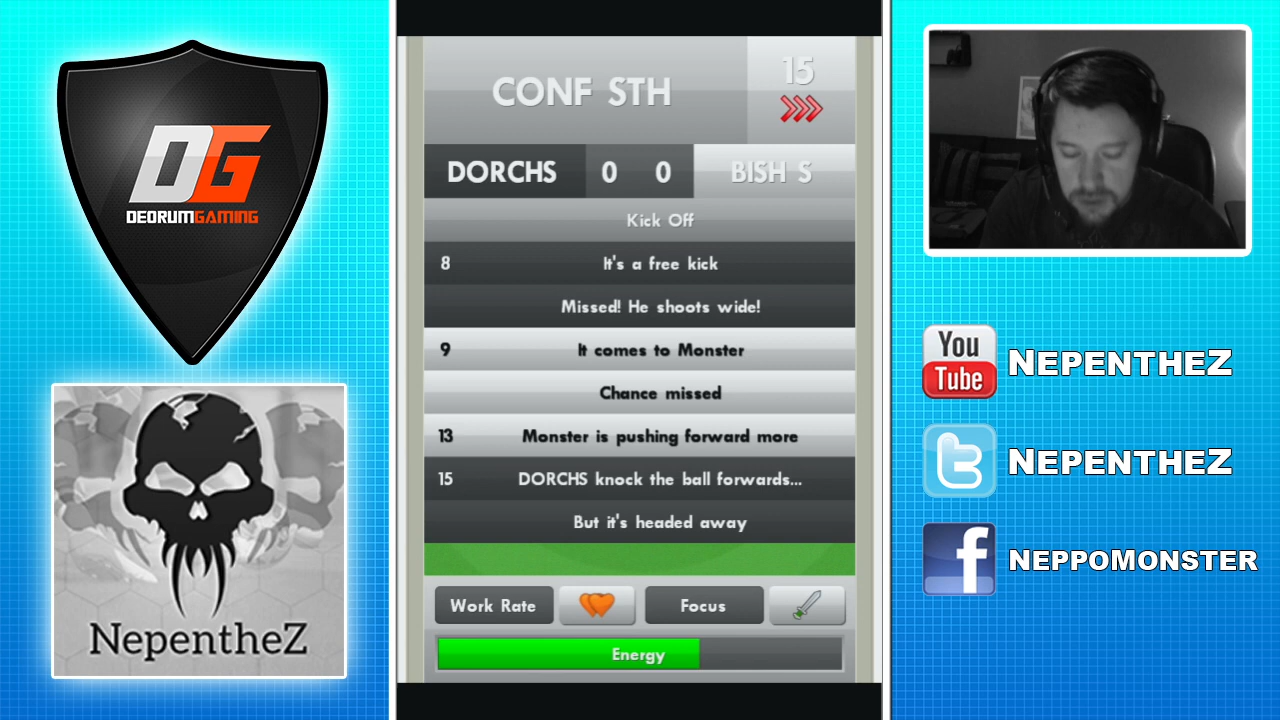 DG
DEORUMGAMING
NepentheZ
CONF STH
15
DORCHS 0 0 BISH S
Kick Off
8 It's a free kick
Missed! He shoots wide!
9 It comes to Monster
Chance missed
13 Monster is pushing forward more
15 DORCHS knock the ball forwards...
But it's headed away
Work Rate
Focus
Energy
You
Tube
NEPENTHEZ
t
NEPENTHEZ
f
NEPPOMONSTER